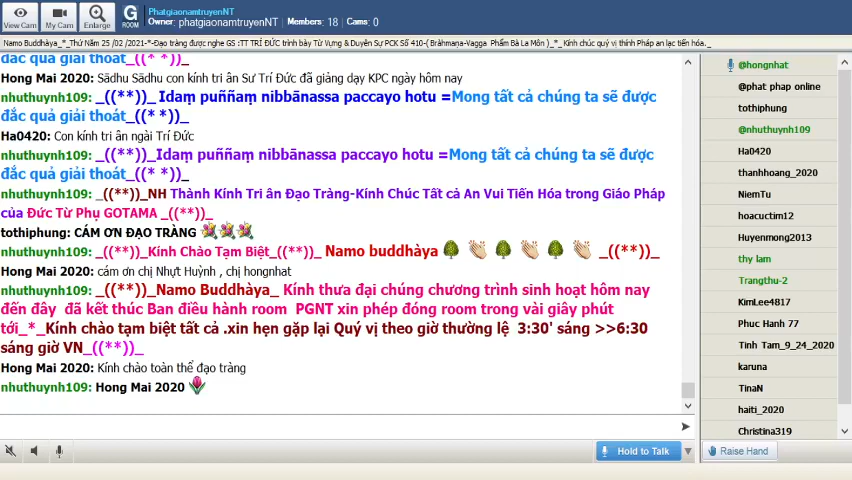 View Cam
My Cam
Enlarge
G
ROOM
PhatgiaonamtruyenNT
Owner: phatgiaonamtruyenNT Members: 18 | Cams: 0
Namo Buddhàya_*_Thứ Năm 25 /02 /2021-*-Đạo tràng được nghe GS :TT TRÍ ĐỨC trình bày Từ Vựng & Duyên Sự PCK Số 410-( Brāhmaṇa-Vagga Phẩm Bà La Môn )_*_ Kính chúc quý vị thính Pháp an lạc tiến hóa._
đắc quả giải thoát_((* *))_
Hong Mai 2020: Sādhu Sādhu con kính tri ân Sư Trí Đức đã giảng dạy KPC ngày hôm nay
nhuthuynh109: _((**))_ Idaṃ puññaṃ nibbānassa paccayo hotu =Mong tất cả chúng ta sẽ được
đắc quả giải thoát_((* *))_
Ha0420: Con kính tri ân ngài Trí Đức
nhuthuynh109: _((**))_Idaṃ puññaṃ nibbānassa paccayo hotu =Mong tất cả chúng ta sẽ được
đắc quả giải thoát_((* *))_
nhuthuynh109: _((**))_NH Thành Kính Tri ân Đạo Tràng-Kính Chúc Tất cả An Vui Tiến Hóa trong Giáo Pháp
của Đức Từ Phụ GOTAMA _((**))_
tothiphung: CÁM ƠN ĐẠO TRÀNG
nhuthuynh109: _((**))_Kính Chào Tạm Biệt_((**))_ Namo buddhàya _((**))_
Hong Mai 2020: cám ơn chị Nhựt Huỳnh , chị hongnhat
nhuthuynh109: _((**))_Namo Buddhàya_ Kính thưa đại chúng chương trình sinh hoạt hôm nay
đến đây đã kết thúc Ban điều hành room PGNT xin phép đóng room trong vài giây phút
tới_*_Kính chào tạm biệt tất cả .xin hẹn gặp lại Quý vị theo giờ thường lệ 3:30' sáng >>6:30
sáng giờ VN_((**))_
Hong Mai 2020: Kính chào toàn thể đạo tràng
nhuthuynh109: Hong Mai 2020
@hongnhat
@phat phap online
tothiphung
@nhuthuynh109
Ha0420
thanhhoang_2020
NiemTu
hoacuctim12
Huyenmong2013
thy lam
Trangthu-2
KimLee4817
Phuc Hanh 77
Tinh Tam_9_24_2020
karuna
TinaN
haiti_2020
Christina319
Hold to Talk
Raise Hand